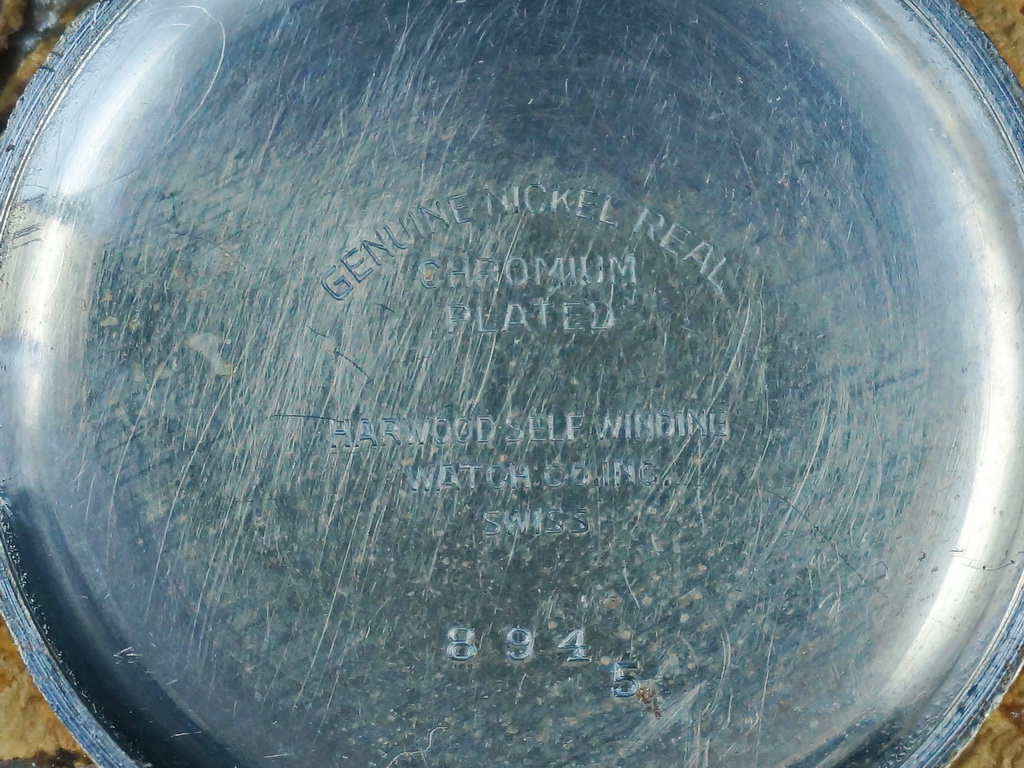 GENUINE NICKEL REAL
CHROMIUM
PLATED
HARWOOD SELF WINDING
WATCH.CO.INC.
SWISS
894
5